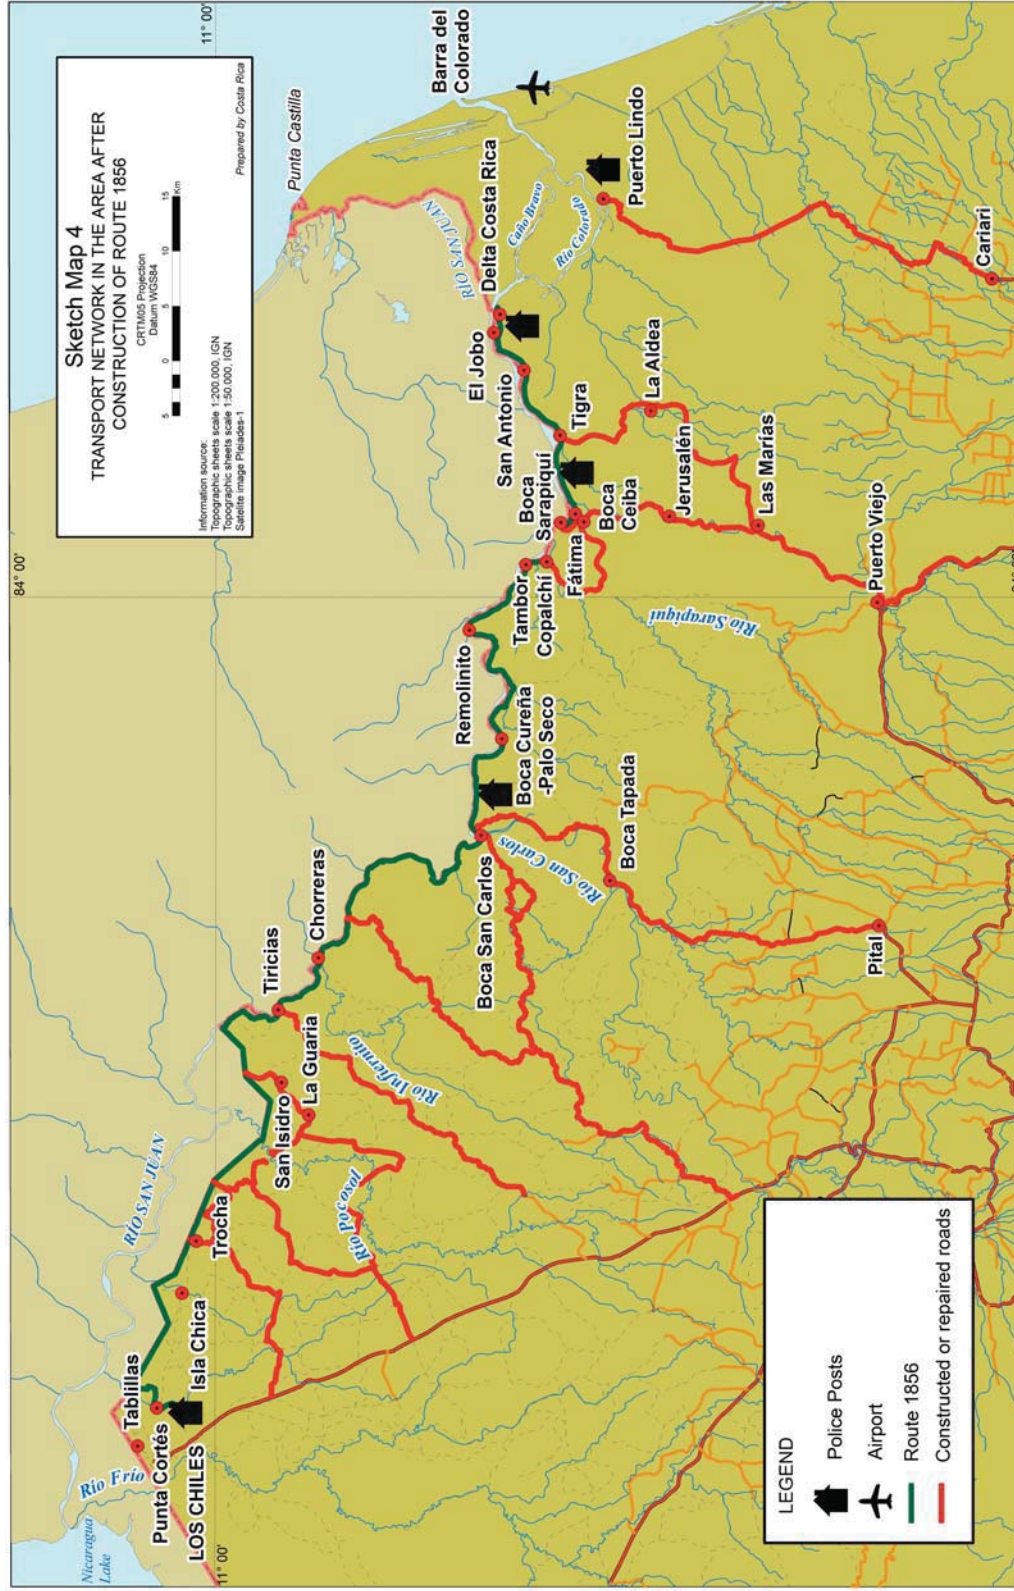 Sketch Map 4
TRANSPORT NETWORK IN THE AREA AFTER
CONSTRUCTION OF ROUTE 1856
CRTM05 Projection
Datum WGS84
5 0 5 10 15
Km
Information source:
Topographic sheets scale 1:200.000, IGN
Topographic sheets scale 1:50.000, IGN
Satelite image Pleiades-1
Prepared by Costa Rica
84° 00'
11° 00'
11° 00'
Nicaragua
Lake
Río Frío
Tablillas
Punta Cortés
LOS CHILES
Isla Chica
RÍO SAN JUAN
Trocha
San Isidro
La Guaria
Río Pocosol
Tiricias
Chorreras
Río Infiernito
Boca San Carlos
Río San Carlos
Boca Tapada
Pital
Boca Cureña
-Palo Seco
Remolinito
Tambor
Copalchí
Fátima
Boca
Sarapiquí
Boca
Ceiba
Río Sarapiquí
Jerusalén
Las Marías
Puerto Viejo
Tigra
La Aldea
San Antonio
El Jobo
Delta Costa Rica
RÍO SAN JUAN
Punta Castilla
Caño Bravo
Río Colorado
Barra del
Colorado
Puerto Lindo
Cariari
LEGEND
Police Posts
Airport
Route 1856
Constructed or repaired roads